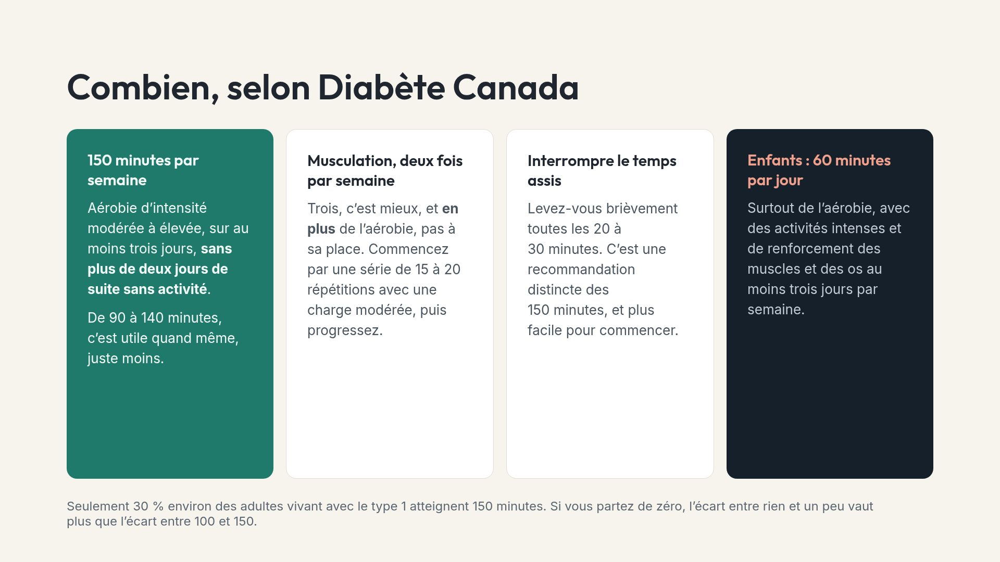 Combien, selon Diabète Canada
150 minutes par
semaine
Aérobie d’intensité
modérée à élevée, sur au
moins trois jours, sans
plus de deux jours de
suite sans activité.
De 90 à 140 minutes,
c’est utile quand même,
juste moins.
Musculation, deux fois
par semaine
Trois, c’est mieux, et en
plus de l’aérobie, pas à
sa place. Commencez
par une série de 15 à 20
répétitions avec une
charge modérée, puis
progressez.
Interrompre le temps
assis
Levez-vous brièvement
toutes les 20 à
30 minutes. C’est une
recommandation
distincte des
150 minutes, et plus
facile pour commencer.
Enfants : 60 minutes
par jour
Surtout de l’aérobie, avec
des activités intenses et
de renforcement des
muscles et des os au
moins trois jours par
semaine.
Seulement 30 % environ des adultes vivant avec le type 1 atteignent 150 minutes. Si vous partez de zéro, l’écart entre rien et un peu vaut
plus que l’écart entre 100 et 150.